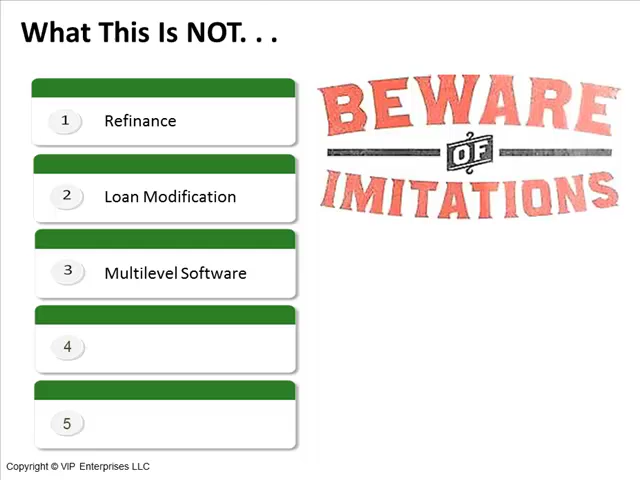 What This Is NOT. . .
1 Refinance
2 Loan Modification
3 Multilevel Software
4
5
BEWARE
OF
IMITATIONS
Copyright © VIP Enterprises LLC